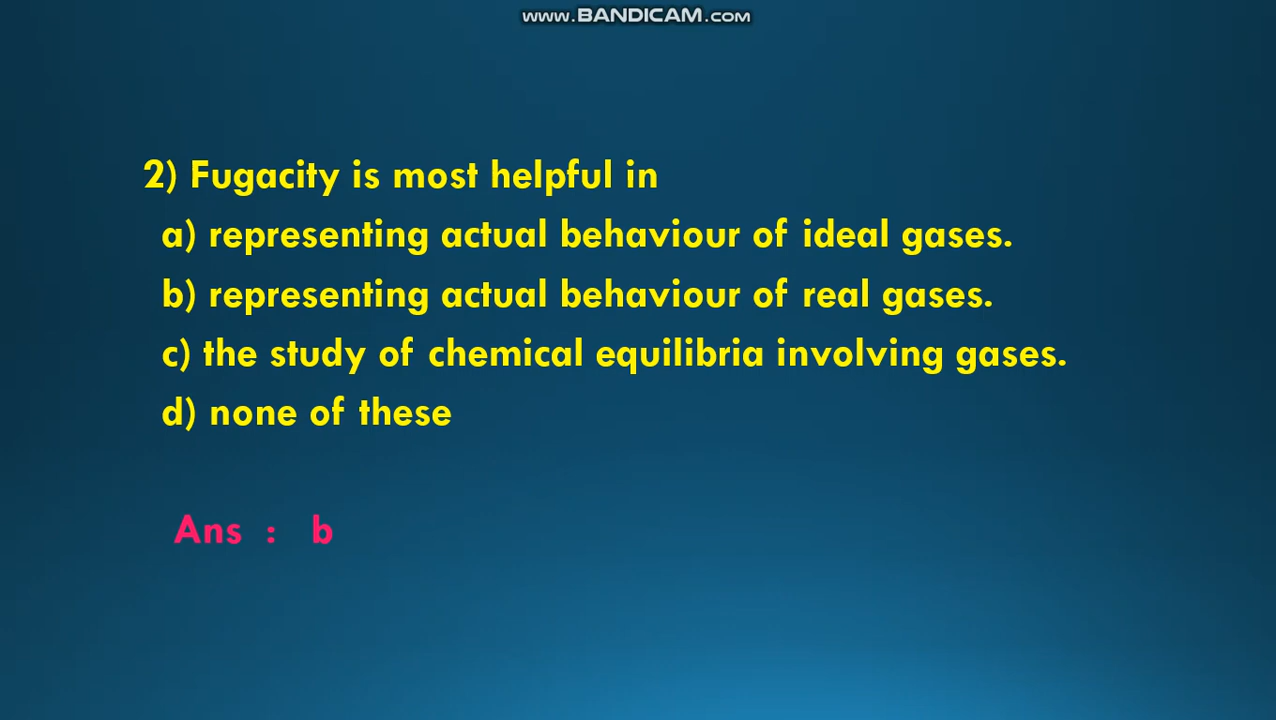 www.BANDICAM.com
2) Fugacity is most helpful in
a) representing actual behaviour of ideal gases.
b) representing actual behaviour of real gases.
c) the study of chemical equilibria involving gases.
d) none of these
Ans : b